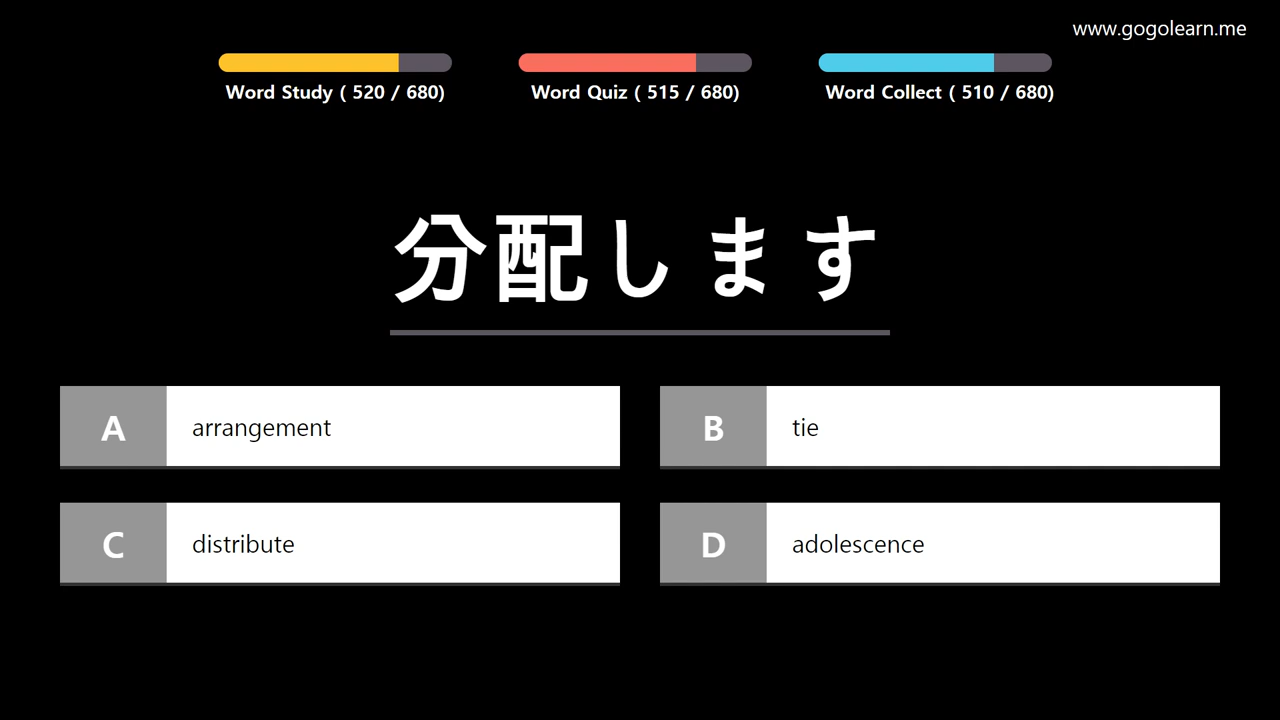 www.gogolearn.me
Word Study ( 520 / 680)
Word Quiz ( 515 / 680)
Word Collect ( 510 / 680)
分配します
A arrangement
B tie
C distribute
D adolescence